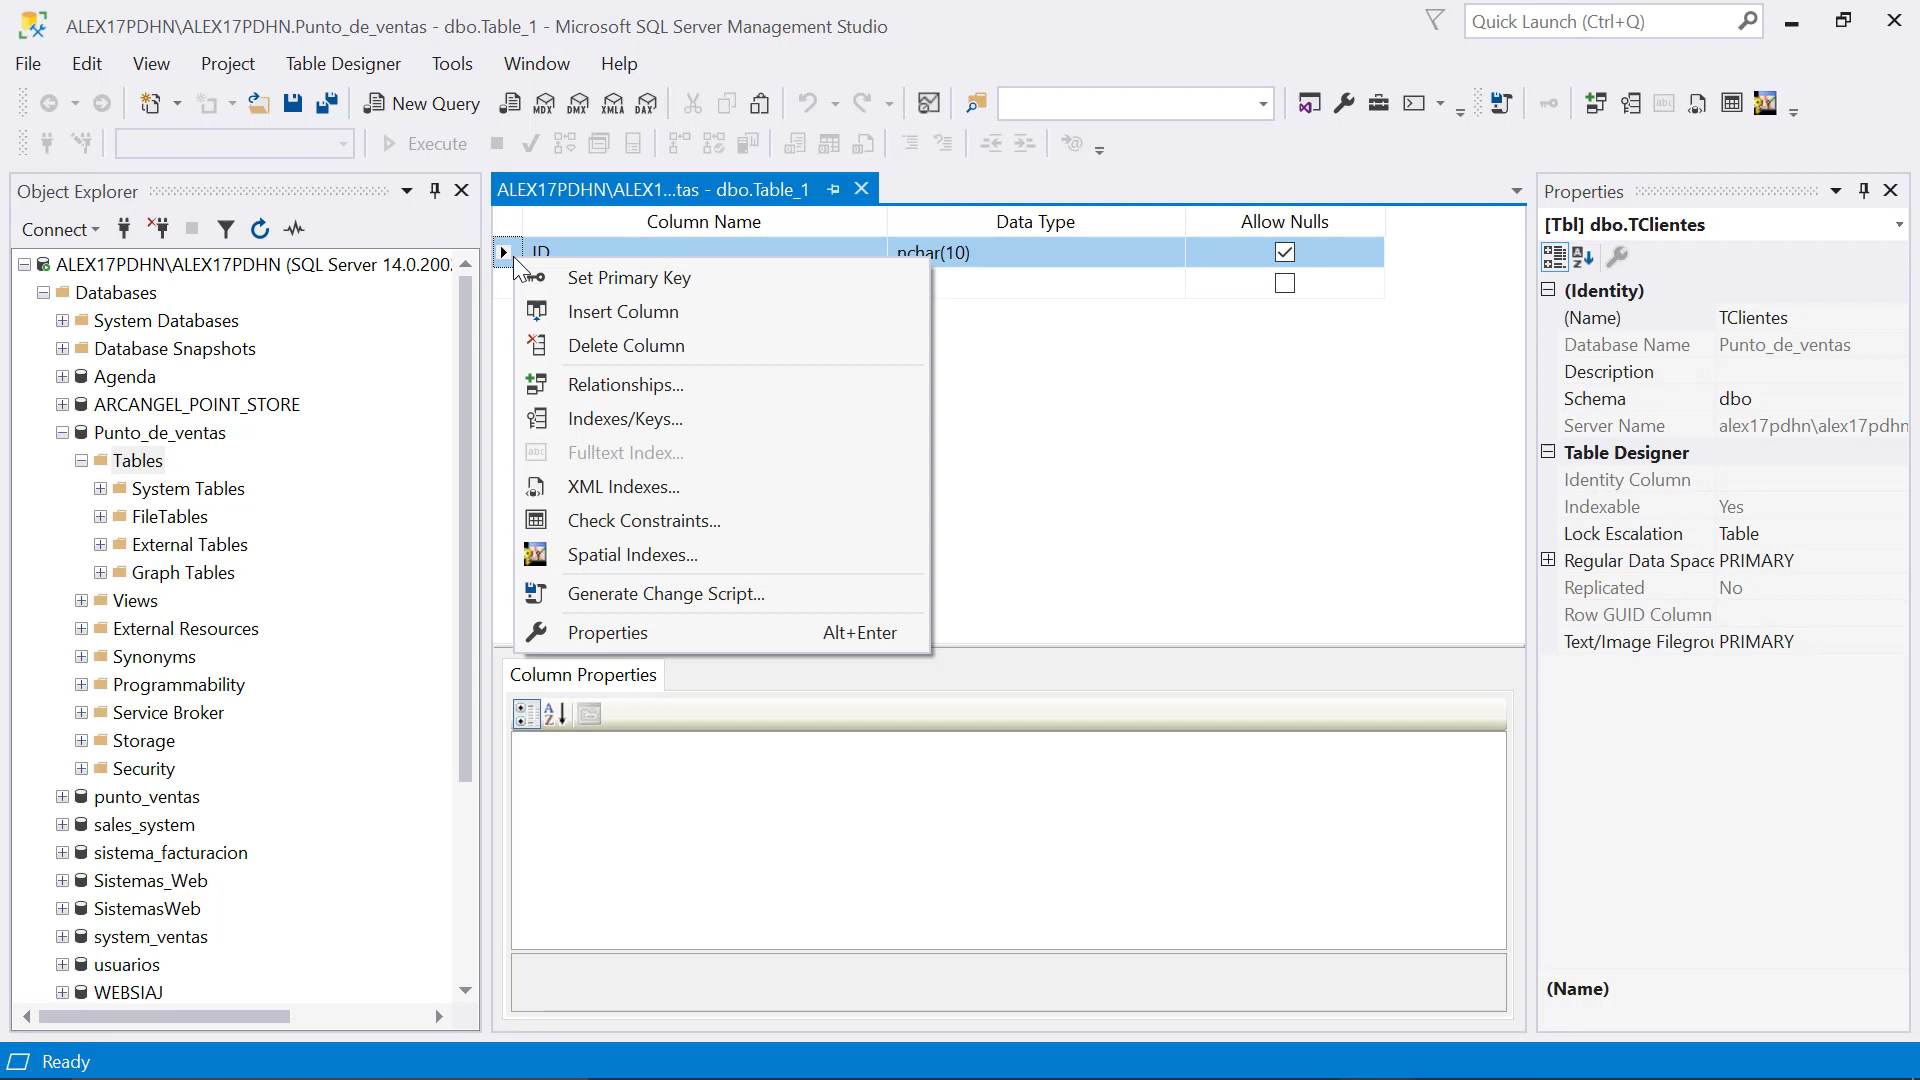 ALEX17PDHN\ALEX17PDHN.Punto_de_ventas - dbo.Table_1 - Microsoft SQL Server Management Studio
Quick Launch (Ctrl+Q)
File Edit View Project Table Designer Tools Window Help
New Query MDX DMX XMLA DAX
Execute
Object Explorer
Connect
ALEX17PDHN\ALEX17PDHN (SQL Server 14.0.200
Databases
System Databases
Database Snapshots
Agenda
ARCANGEL_POINT_STORE
Punto_de_ventas
Tables
System Tables
FileTables
External Tables
Graph Tables
Views
External Resources
Synonyms
Programmability
Service Broker
Storage
Security
punto_ventas
sales_system
sistema_facturacion
Sistemas_Web
SistemasWeb
system_ventas
usuarios
WEBSIAJ
ALEX17PDHN\ALEX1...tas - dbo.Table_1
Column Name Data Type Allow Nulls
ID nchar(10)
Set Primary Key
Insert Column
Delete Column
Relationships...
Indexes/Keys...
abc Fulltext Index...
XML Indexes...
Check Constraints...
Spatial Indexes...
Generate Change Script...
Properties Alt+Enter
Column Properties
Properties
[Tbl] dbo.TClientes
(Identity)
(Name) TClientes
Database Name Punto_de_ventas
Description
Schema dbo
Server Name alex17pdhn\alex17pdhn
Table Designer
Identity Column
Indexable Yes
Lock Escalation Table
Regular Data Space PRIMARY
Replicated No
Row GUID Column
Text/Image Filegrou PRIMARY
(Name)
Ready